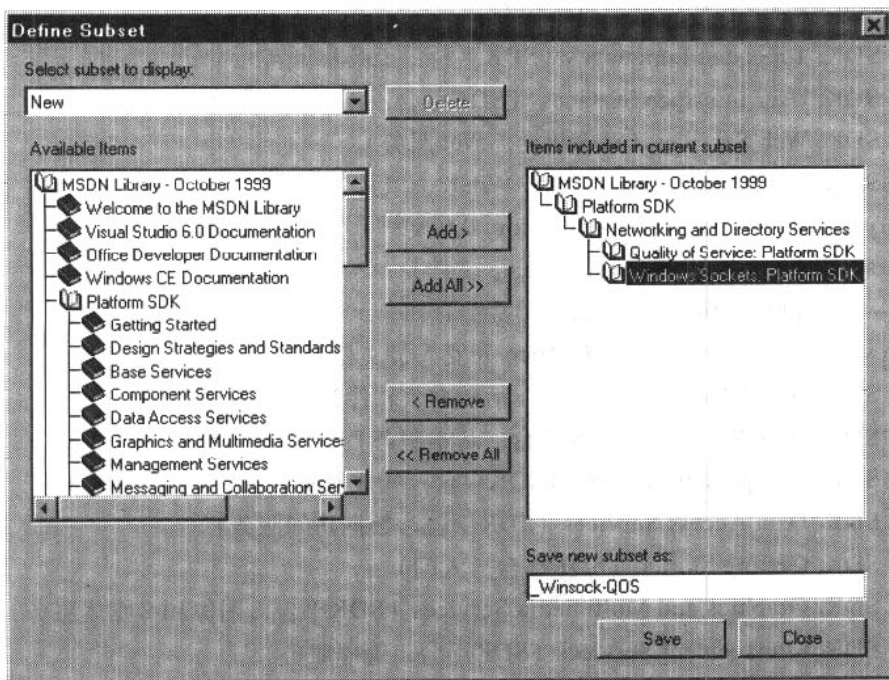 Define Subset
Select subset to display:
New
Delete
Available Items
MSDN Library - October 1999
Welcome to the MSDN Library
Visual Studio 6.0 Documentation
Office Developer Documentation
Windows CE Documentation
Platform SDK
Getting Started
Design Strategies and Standards
Base Services
Component Services
Data Access Services
Graphics and Multimedia Service
Management Services
Messaging and Collaboration Ser
Add >
Add All >>
< Remove
<< Remove All
Items included in current subset
MSDN Library - October 1999
Platform SDK
Networking and Directory Services
Quality of Service: Platform SDK
Windows Sockets: Platform SDK
Save new subset as:
_Winsock-QOS
Save
Close